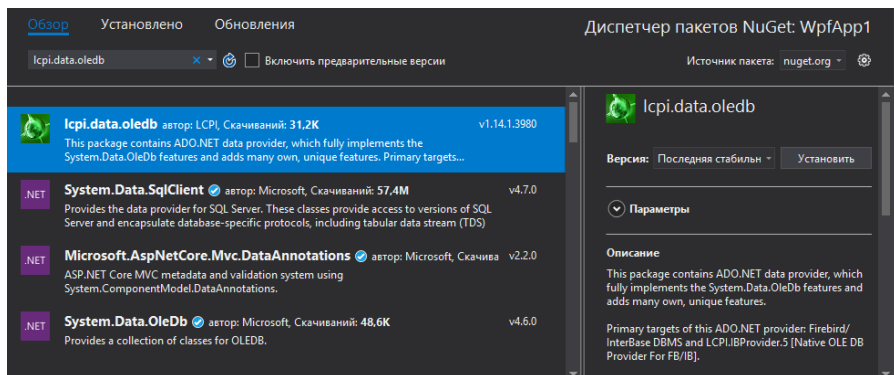 Обзор Установлено Обновления
Диспетчер пакетов NuGet: WpfApp1
lcpi.data.oledb
Включить предварительные версии
Источник пакета: nuget.org
lcpi.data.oledb автор: LCPI, Скачиваний: 31,2K v1.14.1.3980
This package contains ADO.NET data provider, which fully implements the
System.Data.OleDb features and adds many own, unique features. Primary targets...
.NET
System.Data.SqlClient автор: Microsoft, Скачиваний: 57,4M v4.7.0
Provides the data provider for SQL Server. These classes provide access to versions of SQL
Server and encapsulate database-specific protocols, including tabular data stream (TDS)
.NET
Microsoft.AspNetCore.Mvc.DataAnnotations автор: Microsoft, Скачива v2.2.0
ASP.NET Core MVC metadata and validation system using
System.ComponentModel.DataAnnotations.
.NET
System.Data.OleDb автор: Microsoft, Скачиваний: 48,6K v4.6.0
Provides a collection of classes for OLEDB.
lcpi.data.oledb
Версия: Последняя стабильн Установить
Параметры
Описание
This package contains ADO.NET data provider, which
fully implements the System.Data.OleDb features and
adds many own, unique features.
Primary targets of this ADO.NET provider: Firebird/
InterBase DBMS and LCPI.IBProvider.5 [Native OLE DB
Provider For FB/IB].